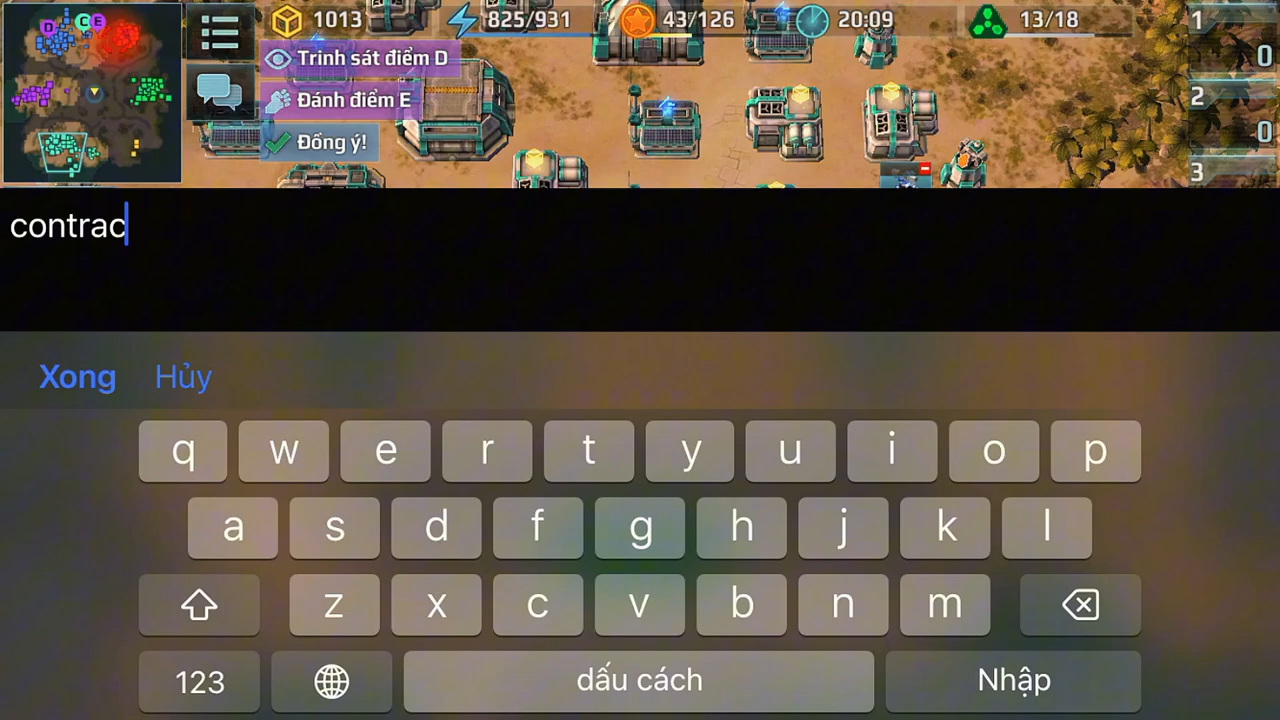 D C E
1013
825/931
43/126
20:09
13/18
1
0
2
0
3
Trinh sát điểm D
Đánh điểm E
Đồng ý!
contrac
Xong Hủy
q w e r t y u i o p
a s d f g h j k l
z x c v b n m
123 dấu cách Nhập